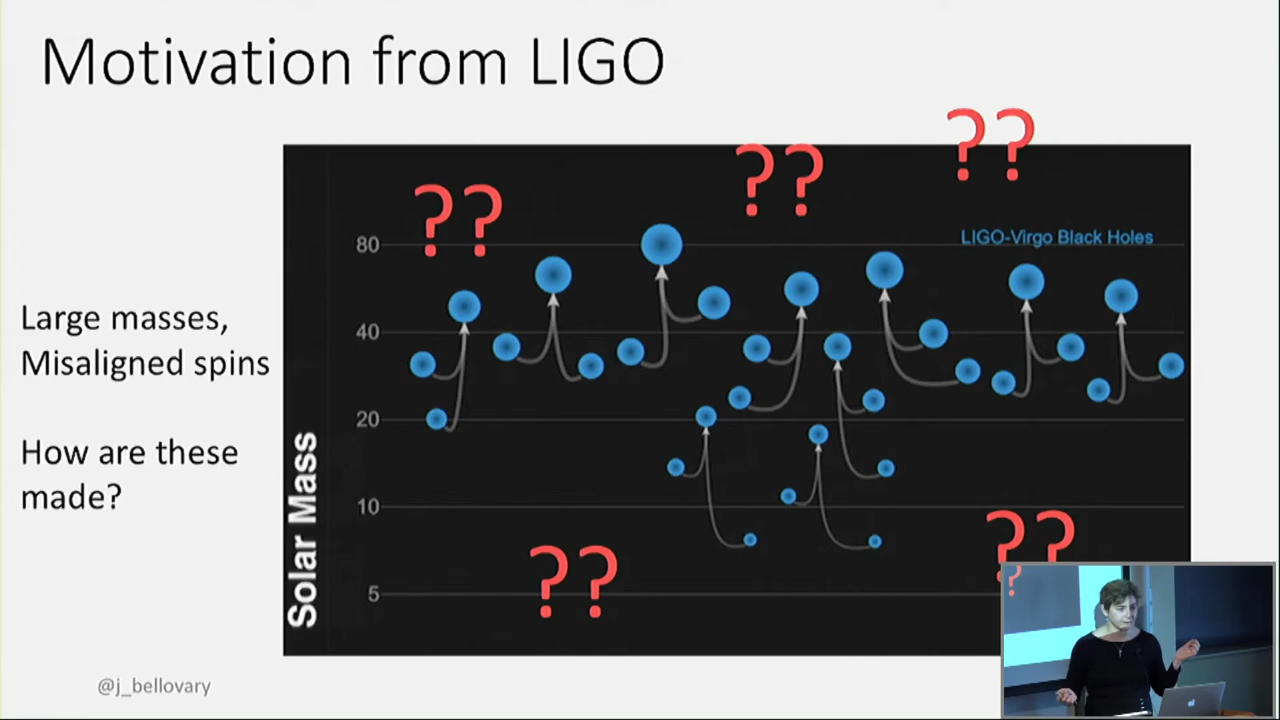 Motivation from LIGO
??
??
??
LIGO-Virgo Black Holes
80
40
20
10
5
Solar Mass
Large masses,
Misaligned spins
How are these
made?
??
??
?
@j_bellovary